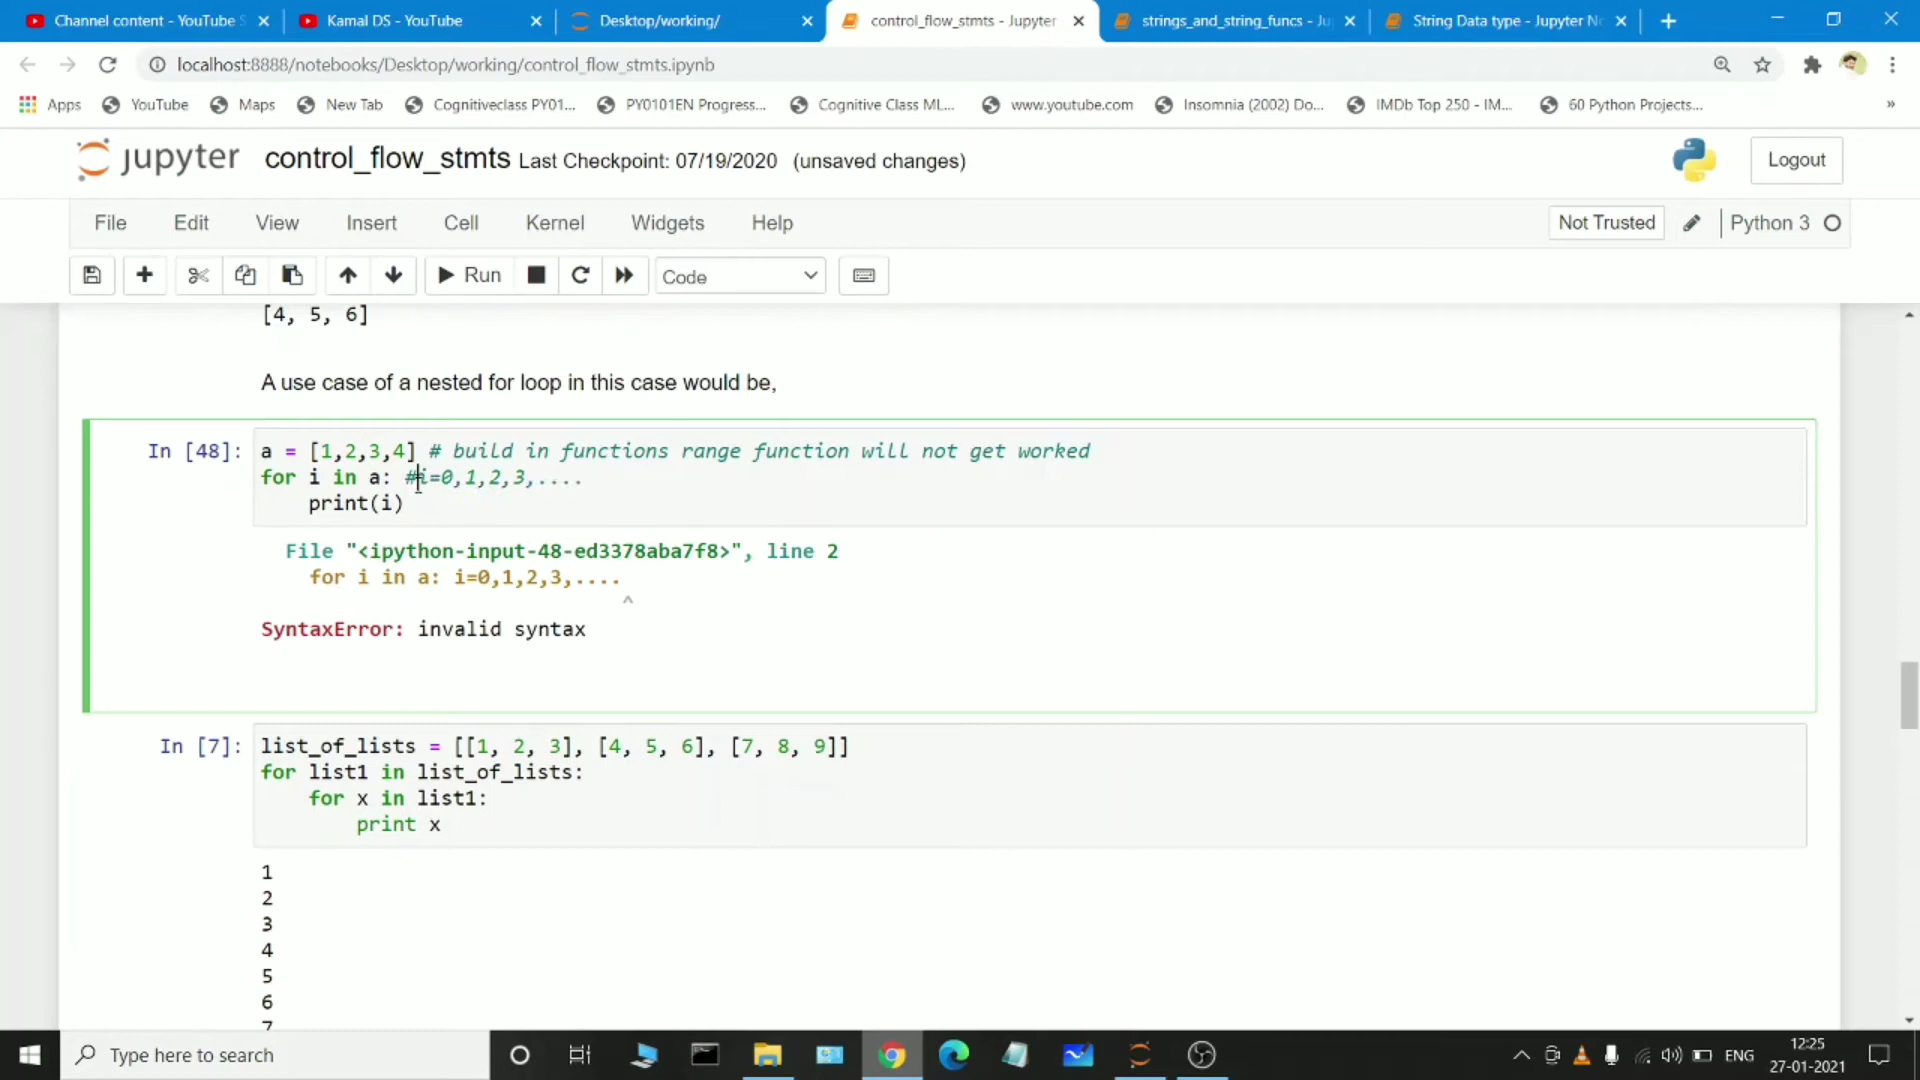 Channel content - YouTube S
Kamal DS - YouTube
Desktop/working/
control_flow_stmts - Jupyter
strings_and_string_funcs - Ju
String Data type - Jupyter No
localhost:8888/notebooks/Desktop/working/control_flow_stmts.ipynb
Apps
YouTube
Maps
New Tab
Cognitiveclass PY01...
PY0101EN Progress...
Cognitive Class ML...
www.youtube.com
Insomnia (2002) Do...
IMDb Top 250 - IM...
60 Python Projects...
»
jupyter control_flow_stmts Last Checkpoint: 07/19/2020 (unsaved changes)
Logout
File Edit View Insert Cell Kernel Widgets Help
Not Trusted
Python 3
Run
Code
[4, 5, 6]
A use case of a nested for loop in this case would be,
In [48]: a = [1,2,3,4] # build in functions range function will not get worked
for i in a: #i=0,1,2,3,....
print(i)
File "<ipython-input-48-ed3378aba7f8>", line 2
for i in a: i=0,1,2,3,....
^
SyntaxError: invalid syntax
In [7]: list_of_lists = [[1, 2, 3], [4, 5, 6], [7, 8, 9]]
for list1 in list_of_lists:
for x in list1:
print x
1
2
3
4
5
6
7
Type here to search
ENG
12:25
27-01-2021